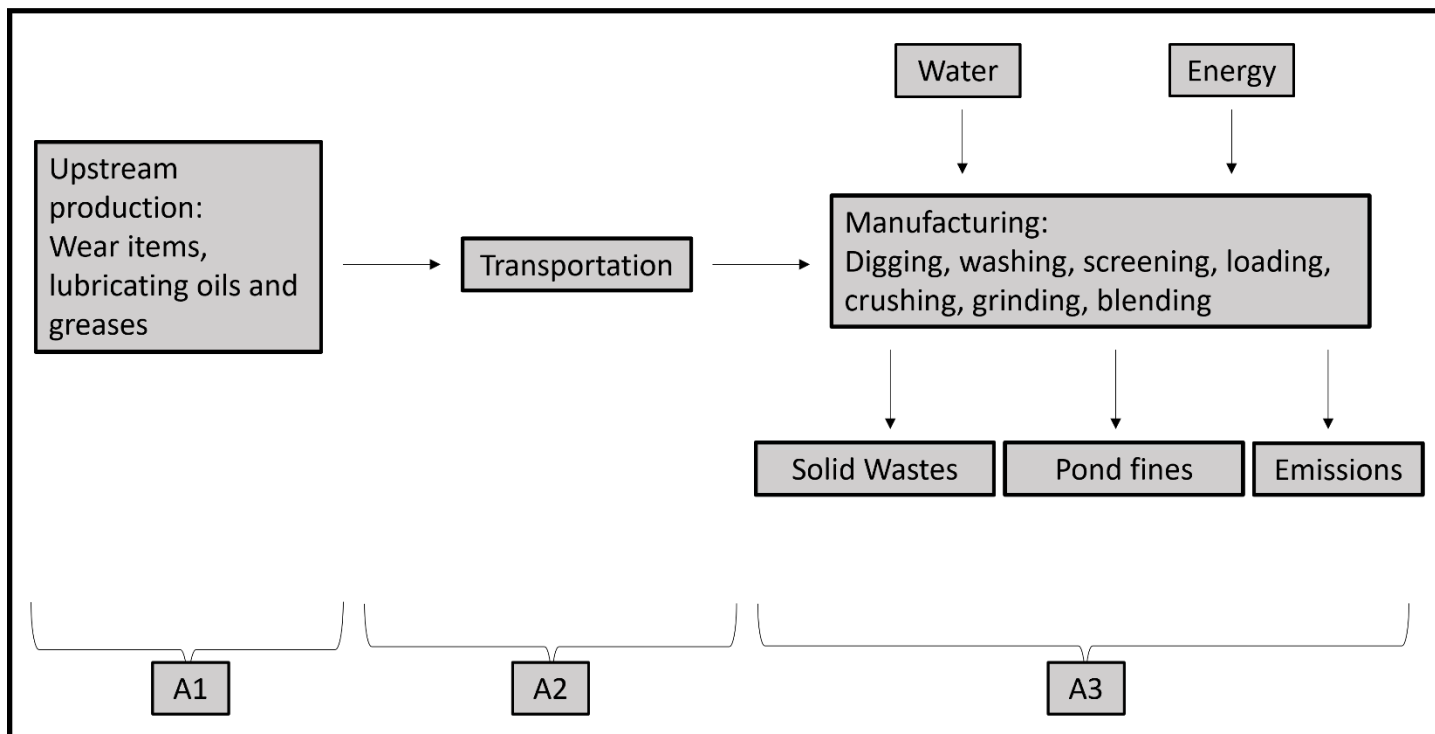 Water
Energy
Upstream
production:
Wear items,
lubricating oils and
greases
Transportation
Manufacturing:
Digging, washing, screening, loading,
crushing, grinding, blending
Solid Wastes
Pond fines
Emissions
A1
A2
A3